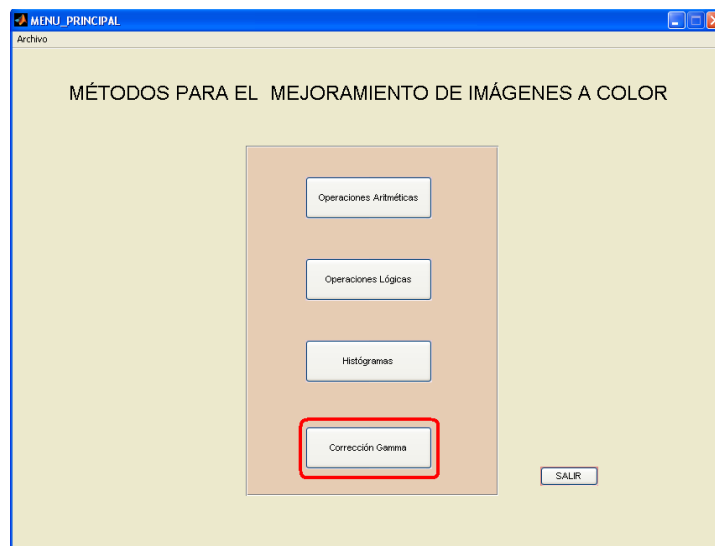 MENU_PRINCIPAL
Archivo
MÉTODOS PARA EL MEJORAMIENTO DE IMÁGENES A COLOR
Operaciones Aritméticas
Operaciones Lógicas
Histógramas
Corrección Gamma
SALIR